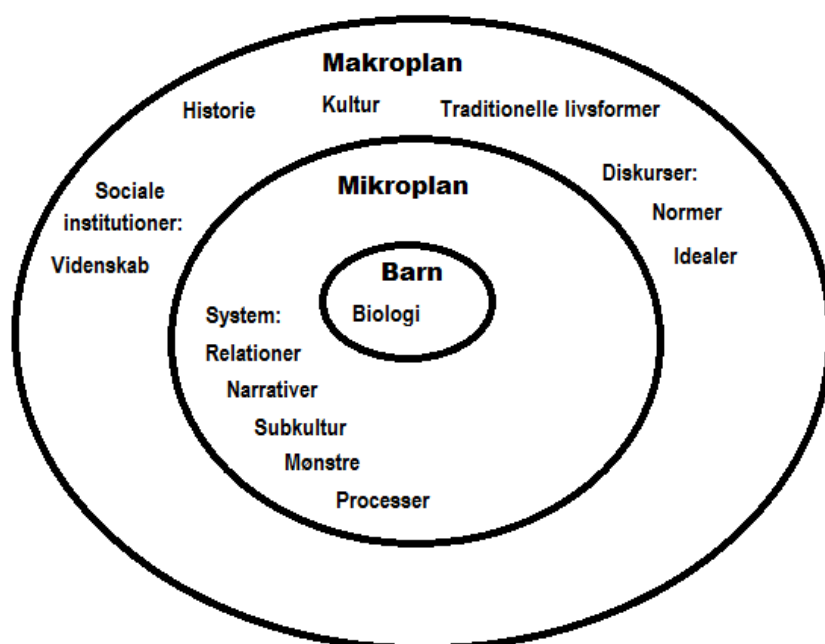 Makroplan
Historie
Kultur
Traditionelle livsformer
Sociale
institutioner:
Videnskab
Diskurser:
Normer
Idealer
Mikroplan
Barn
Biologi
System:
Relationer
Narrativer
Subkultur
Mønstre
Processer